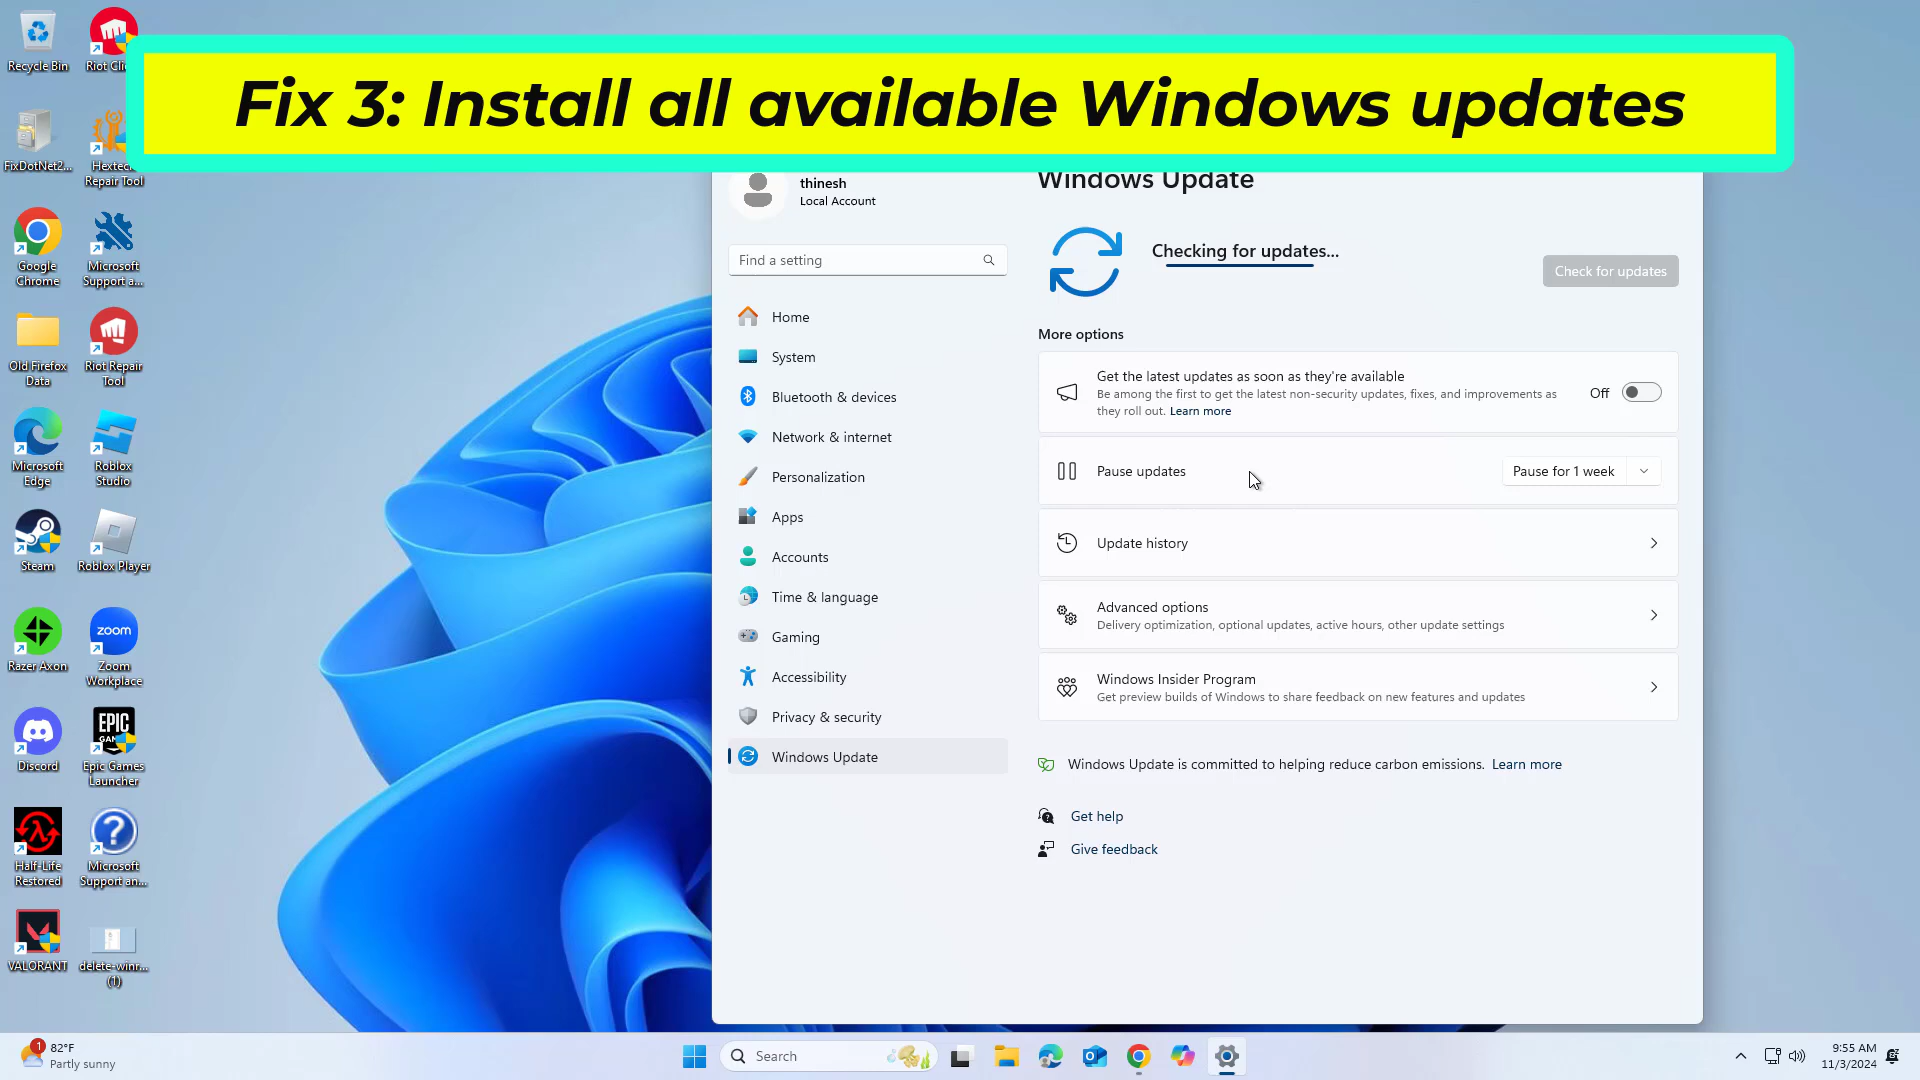 Fix 3: Install all available Windows updates
Recycle Bin
FixDotNet2...
Hextech
Repair Tool
Google
Chrome
Microsoft
Support a...
Old Firefox
Data
Riot Repair
Tool
Microsoft
Edge
Roblox
Studio
Steam
Roblox Player
Razer Axon
zoom
Zoom
Workplace
Discord
EPIC
Epic Games
Launcher
Half-Life
Restored
Microsoft
Support an...
VALORANT
delete-winr...
(1)
thinesh
Local Account
Find a setting
Home
System
Bluetooth & devices
Network & internet
Personalization
Apps
Accounts
Time & language
Gaming
Accessibility
Privacy & security
Windows Update
Windows Update
Checking for updates...
Check for updates
More options
Get the latest updates as soon as they're available
Be among the first to get the latest non-security updates, fixes, and improvements as
they roll out. Learn more
Off
Pause updates
Pause for 1 week
Update history
Advanced options
Delivery optimization, optional updates, active hours, other update settings
Windows Insider Program
Get preview builds of Windows to share feedback on new features and updates
Windows Update is committed to helping reduce carbon emissions. Learn more
Get help
Give feedback
1
82°F
Partly sunny
Search
9:55 AM
11/3/2024